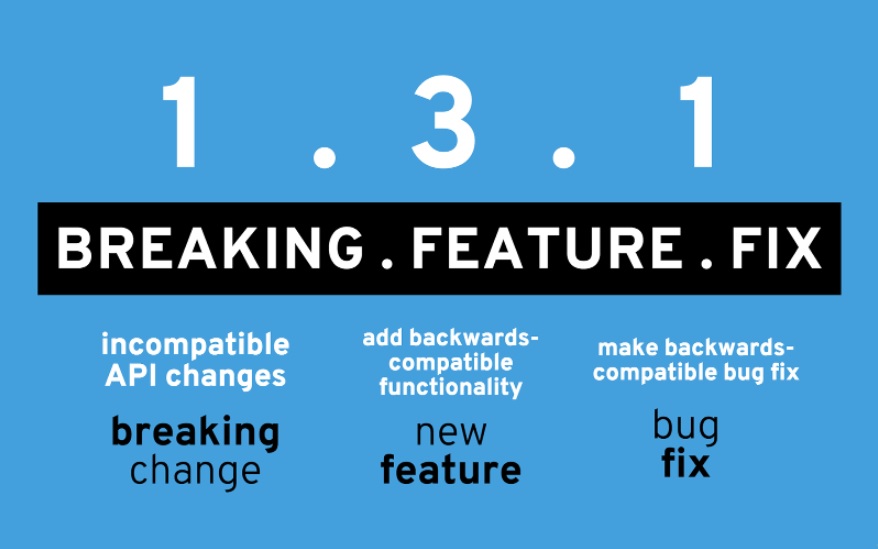 1 . 3 . 1
BREAKING . FEATURE . FIX
incompatible
API changes
breaking
change
add backwards-
compatible
functionality
new
feature
make backwards-
compatible bug fix
bug
fix